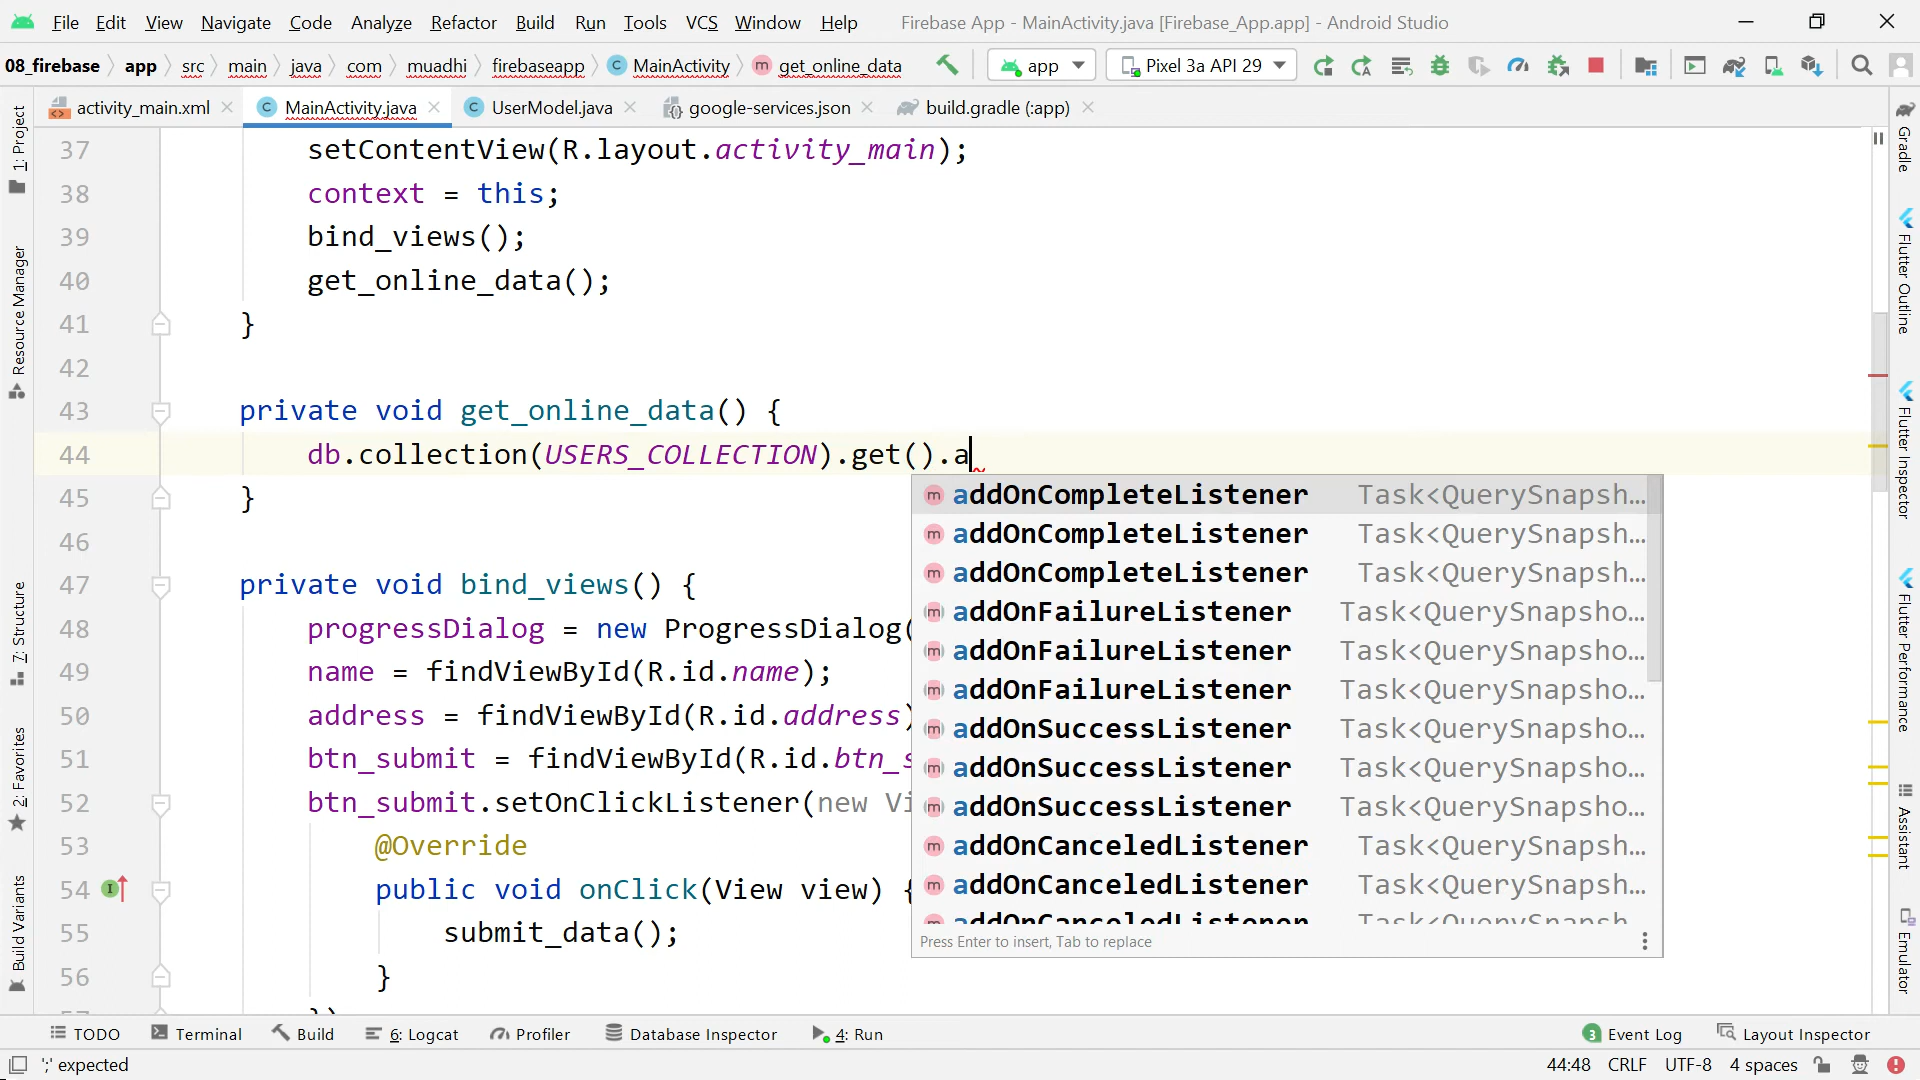 File Edit View Navigate Code Analyze Refactor Build Run Tools VCS Window Help Firebase App - MainActivity.java [Firebase_App.app] - Android Studio
08_firebase app src main java com muadhi firebaseapp C MainActivity m get_online_data app Pixel 3a API 29
activity_main.xml C MainActivity.java C UserModel.java google-services.json build.gradle (:app)
37 setContentView(R.layout.activity_main);
38 context = this;
39 bind_views();
40 get_online_data();
41 }
42
43 private void get_online_data() {
44 db.collection(USERS_COLLECTION).get().a
45 }
46
47 private void bind_views() {
48 progressDialog = new ProgressDialog(
49 name = findViewById(R.id.name);
50 address = findViewById(R.id.address)
51 btn_submit = findViewById(R.id.btn_s
52 btn_submit.setOnClickListener(new Vi
53 @Override
54 public void onClick(View view) {
55 submit_data();
56 }
57 })
m addOnCompleteListener Task<QuerySnapsh…
m addOnCompleteListener Task<QuerySnapsh…
m addOnCompleteListener Task<QuerySnapsh…
m addOnFailureListener Task<QuerySnapsho…
m addOnFailureListener Task<QuerySnapsho…
m addOnFailureListener Task<QuerySnapsho…
m addOnSuccessListener Task<QuerySnapsho…
m addOnSuccessListener Task<QuerySnapsho…
m addOnSuccessListener Task<QuerySnapsho…
m addOnCanceledListener Task<QuerySnapsh…
m addOnCanceledListener Task<QuerySnapsh…
m addOnCanceledListener Task<QuerySnapsh…
Press Enter to insert, Tab to replace
1: Project
Resource Manager
7: Structure
2: Favorites
Build Variants
Gradle
Flutter Outline
Flutter Inspector
Flutter Performance
Assistant
Emulator
TODO Terminal Build 6: Logcat Profiler Database Inspector 4: Run 3 Event Log Layout Inspector
';' expected 44:48 CRLF UTF-8 4 spaces